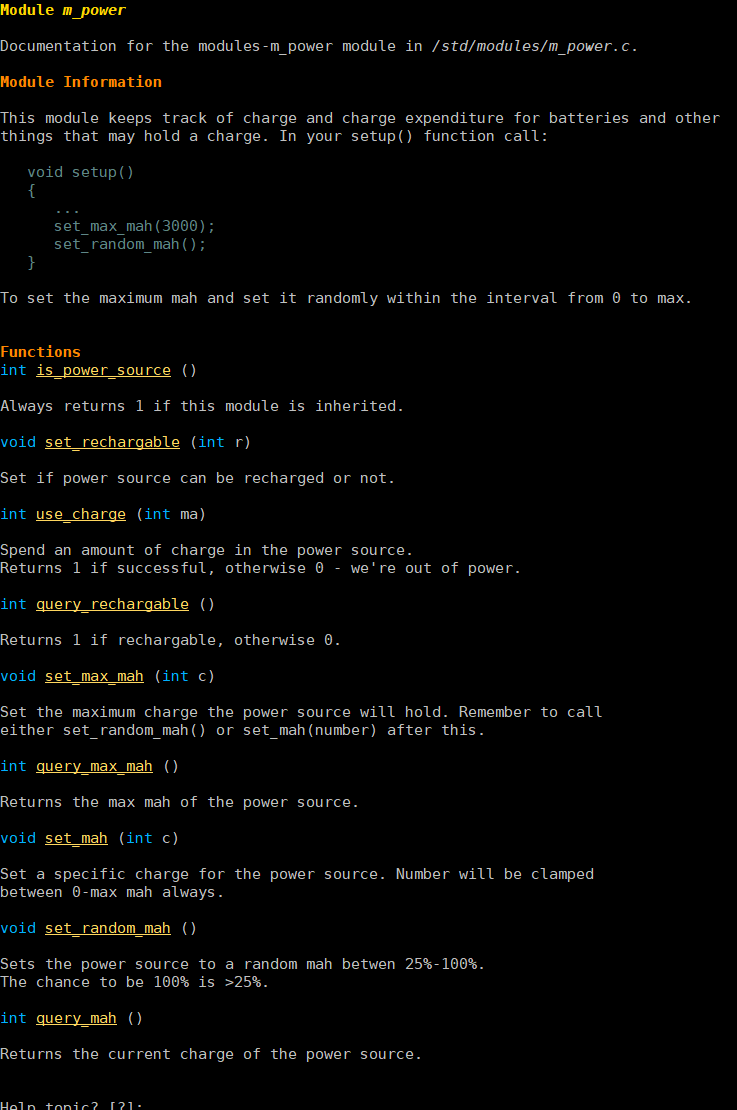 Module m_power
Documentation for the modules-m_power module in /std/modules/m_power.c.
Module Information
This module keeps track of charge and charge expenditure for batteries and other
things that may hold a charge. In your setup() function call:
void setup()
{
...
set_max_mah(3000);
set_random_mah();
}
To set the maximum mah and set it randomly within the interval from 0 to max.
Functions
int is_power_source ()
Always returns 1 if this module is inherited.
void set_rechargable (int r)
Set if power source can be recharged or not.
int use_charge (int ma)
Spend an amount of charge in the power source.
Returns 1 if successful, otherwise 0 - we're out of power.
int query_rechargable ()
Returns 1 if rechargable, otherwise 0.
void set_max_mah (int c)
Set the maximum charge the power source will hold. Remember to call
either set_random_mah() or set_mah(number) after this.
int query_max_mah ()
Returns the max mah of the power source.
void set_mah (int c)
Set a specific charge for the power source. Number will be clamped
between 0-max mah always.
void set_random_mah ()
Sets the power source to a random mah betwen 25%-100%.
The chance to be 100% is >25%.
int query_mah ()
Returns the current charge of the power source.
Help topic? [?]: